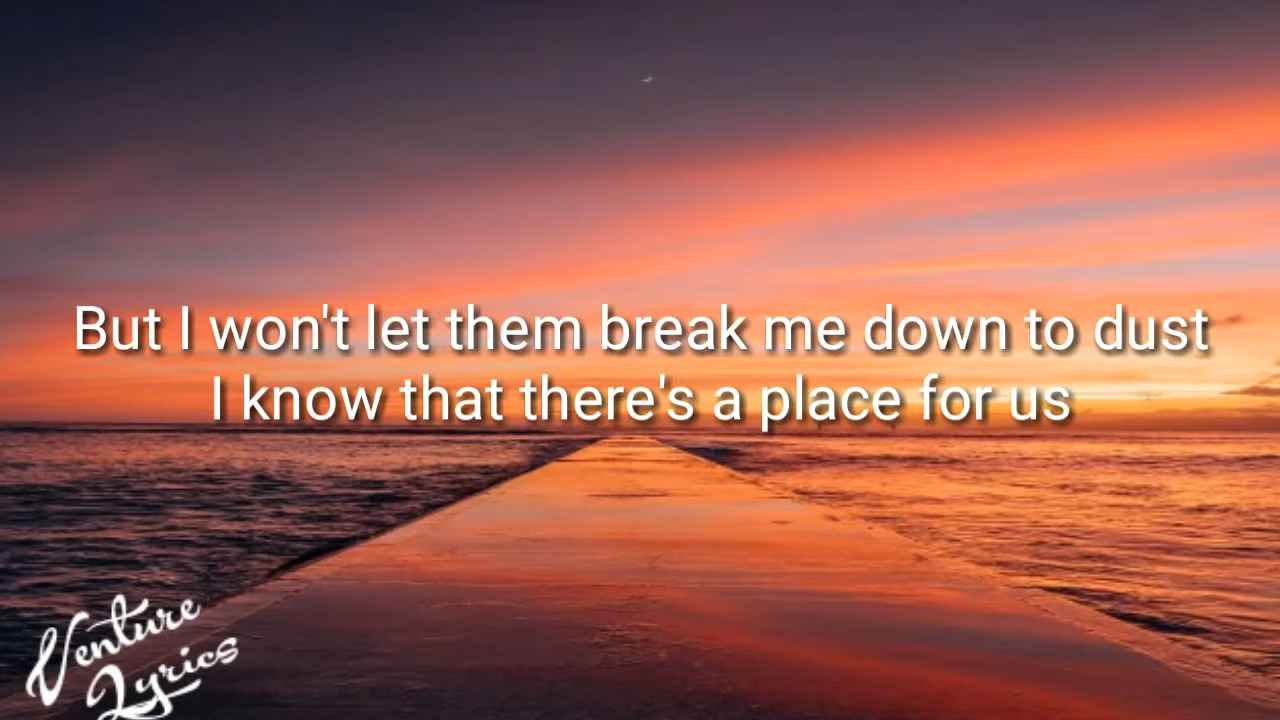 But I won't let them break me down to dust
I know that there's a place for us
Venture
Lyrics